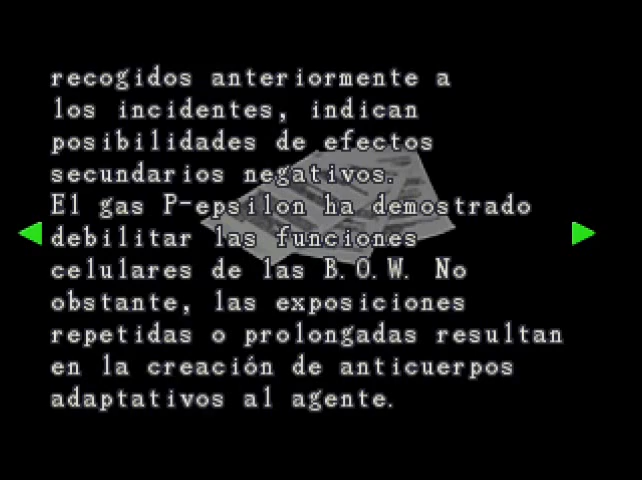 recogidos anteriormente a
los incidentes, indican
posibilidades de efectos
secundarios negativos.
El gas P-epsilon ha demostrado
debilitar las funciones
celulares de las B.O.W. No
obstante, las exposiciones
repetidas o prolongadas resultan
en la creación de anticuerpos
adaptativos al agente.